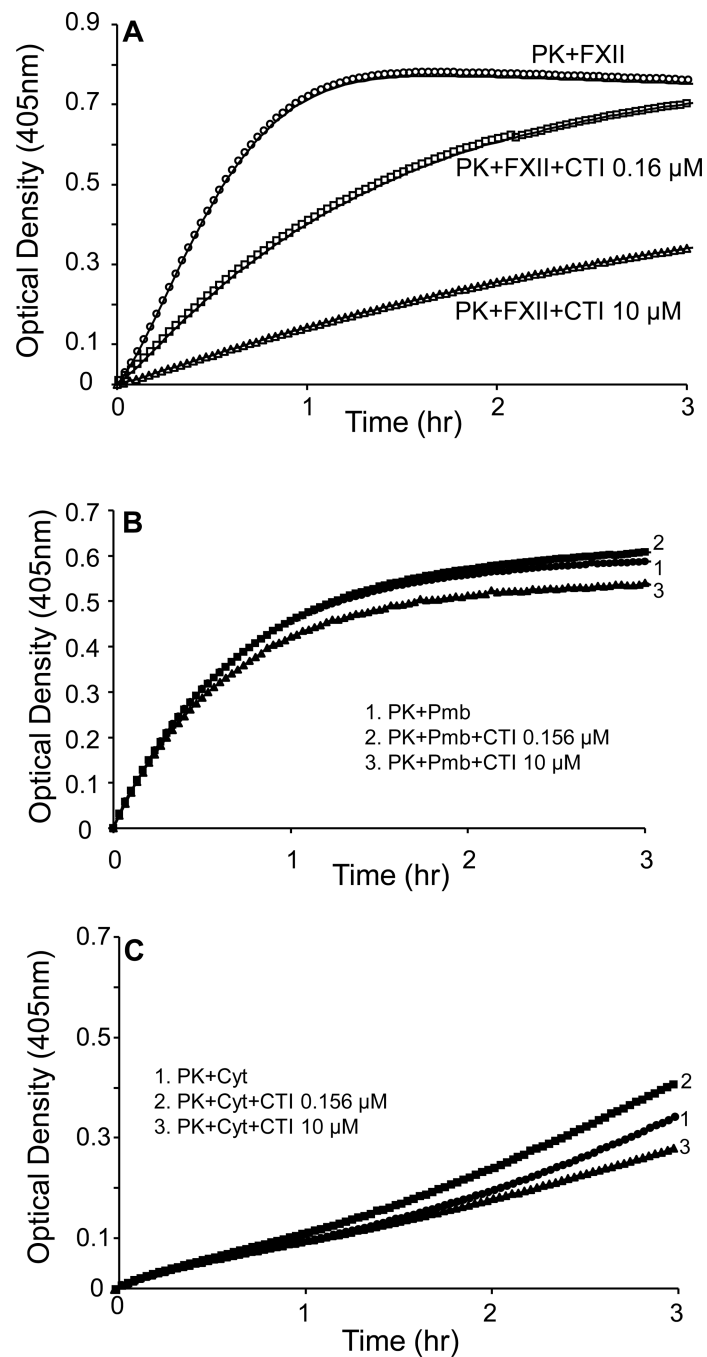 A
0.9
0.7
0.5
0.3
0.1
0
Optical Density (405nm)
PK+FXII
PK+FXII+CTI 0.16 µM
PK+FXII+CTI 10 µM
0 1 2 3
Time (hr)
B
0.7
0.6
0.5
0.4
0.3
0.2
0.1
0
Optical Density (405nm)
2
1
3
1. PK+Pmb
2. PK+Pmb+CTI 0.156 µM
3. PK+Pmb+CTI 10 µM
0 1 2 3
Time (hr)
C
0.7
0.5
0.3
0.1
0
Optical Density (405nm)
1. PK+Cyt
2. PK+Cyt+CTI 0.156 µM
3. PK+Cyt+CTI 10 µM
2
1
3
0 1 2 3
Time (hr)